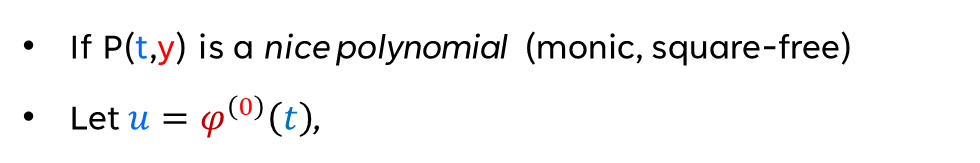 • If P(t,y) is a nice polynomial (monic, square-free)
• Let u = φ⁽⁰⁾(t),